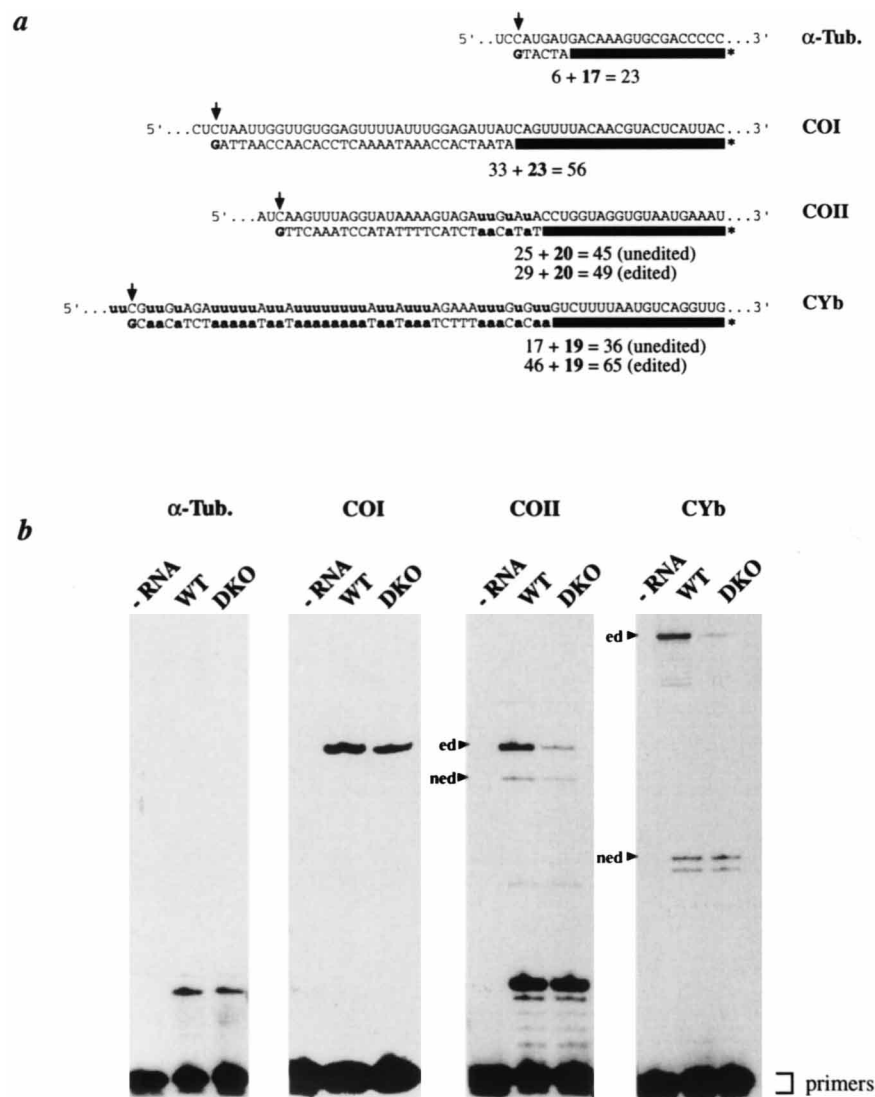 a
5'..UCCAUGAUGACAAAGUGCGACCCCC...3' α-Tub.
GTACTA *
6 + 17 = 23
5'...CUCUAAUUGGUUGUGGAGUUUUAUUUGGAGAUUAUCAGUUUUACAACGUACUCAUUAC...3' COI
GATTAACCAACACCTCAAAATAAACCACTAATA *
33 + 23 = 56
5'...AUCAAGUUUAGGUAUAAAAGUAGAuuGuAuACCUGGUAGGUGUAAUGAAAU...3' COII
GTTCAAATCCATATTTTCATCTaaCaTaT *
25 + 20 = 45 (unedited)
29 + 20 = 49 (edited)
5'...uuCGuuGuAGAuuuuuAuuAuuuuuuuuAuuAuuuAGAAAuuuGuGuuGUCUUUUAAUGUCAGGUUG...3' CYb
GCaaCaTCTaaaaaTaaTaaaaaaaaTaaTaaaTCTTTaaaCaCaa *
17 + 19 = 36 (unedited)
46 + 19 = 65 (edited)
b
α-Tub. COI COII CYb
- RNA WT DKO - RNA WT DKO - RNA WT DKO - RNA WT DKO
ed
ed
ned
ned
primers